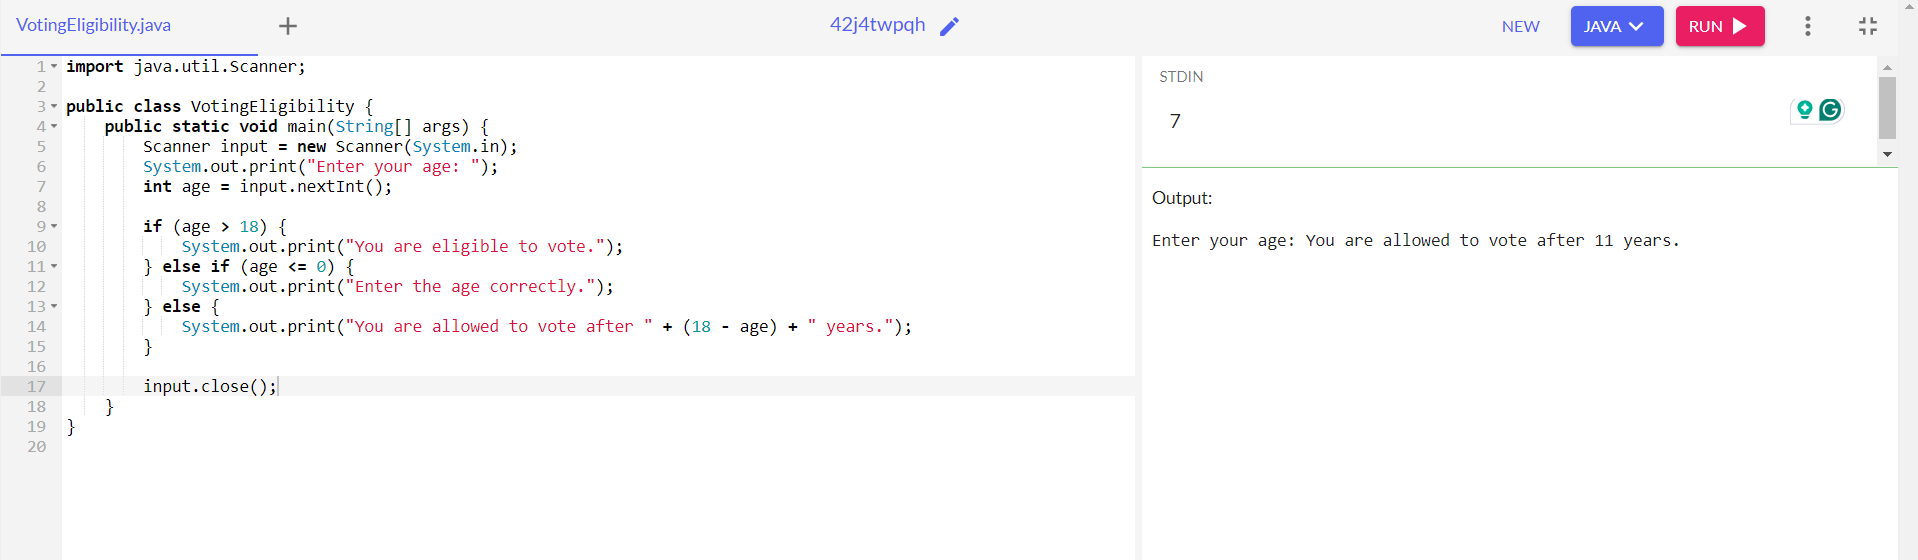 VotingEligibility.java
42j4twpqh
NEW
JAVA
RUN
1 import java.util.Scanner;
2
3 public class VotingEligibility {
4     public static void main(String[] args) {
5         Scanner input = new Scanner(System.in);
6         System.out.print("Enter your age: ");
7         int age = input.nextInt();
8
9         if (age > 18) {
10             System.out.print("You are eligible to vote.");
11         } else if (age <= 0) {
12             System.out.print("Enter the age correctly.");
13         } else {
14             System.out.print("You are allowed to vote after " + (18 - age) + " years.");
15         }
16
17         input.close();
18     }
19 }
20
STDIN
7
Output:
Enter your age: You are allowed to vote after 11 years.